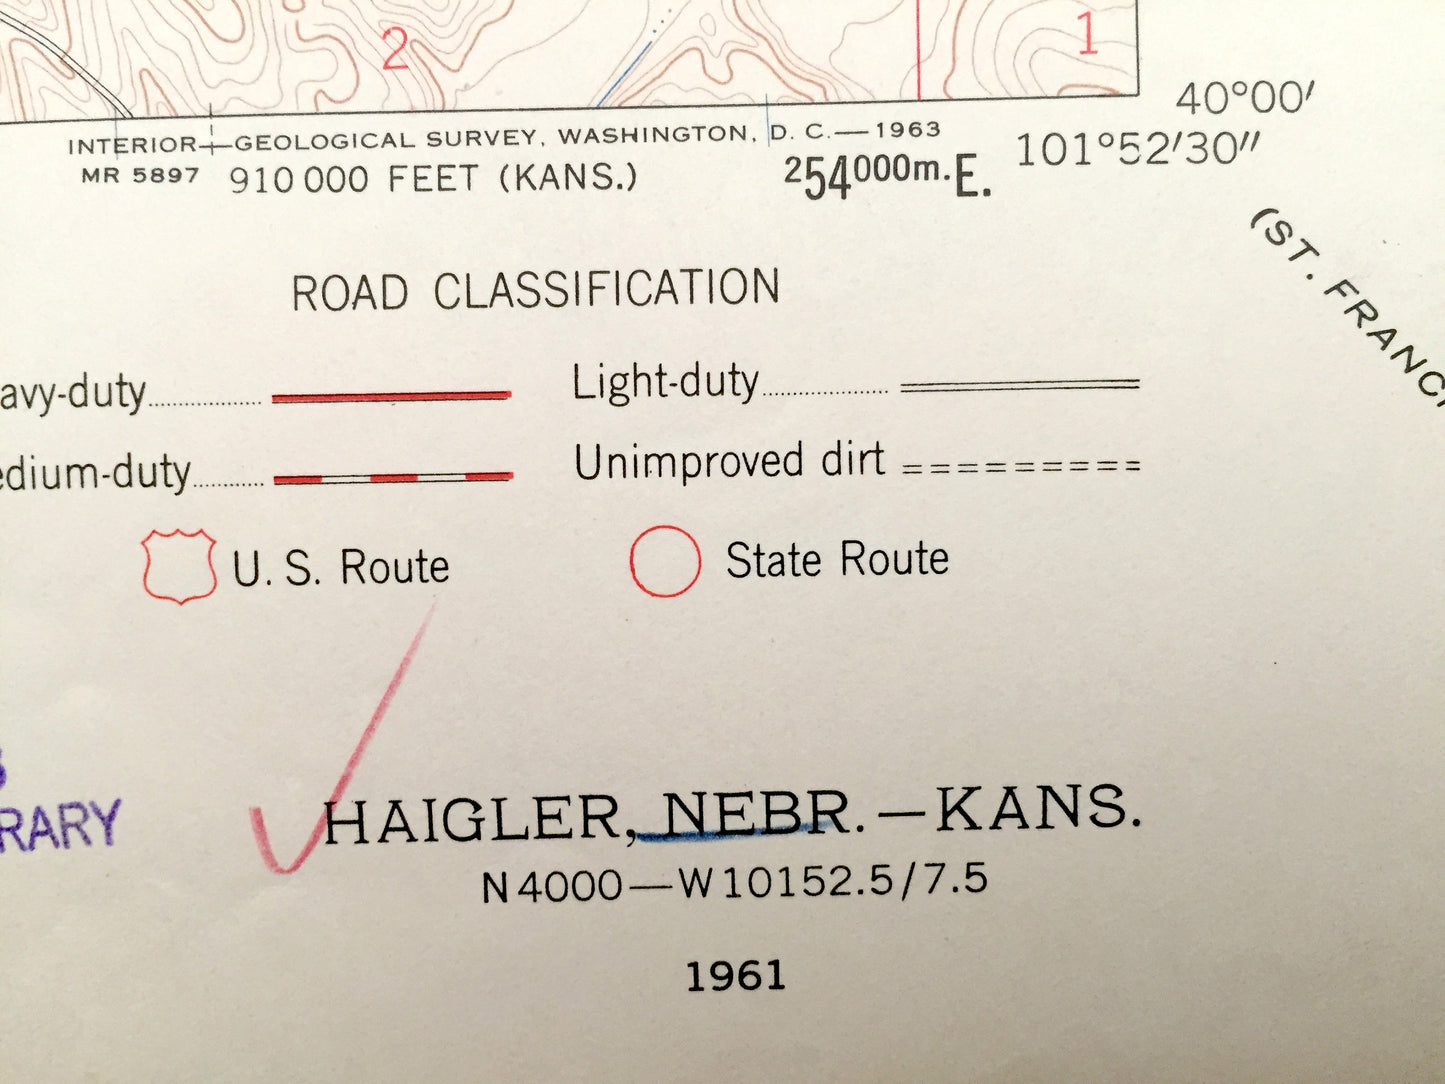 2
1
40°00′
INTERIOR—GEOLOGICAL SURVEY, WASHINGTON, D. C.—1963
101°52′30″
MR 5897
910 000 FEET (KANS.)
254000m. E.
(ST. FRANC
ROAD CLASSIFICATION
avy-duty
Light-duty
edium-duty
Unimproved dirt
U. S. Route
State Route
RARY
HAIGLER, NEBR.—KANS.
N4000—W10152.5/7.5
1961